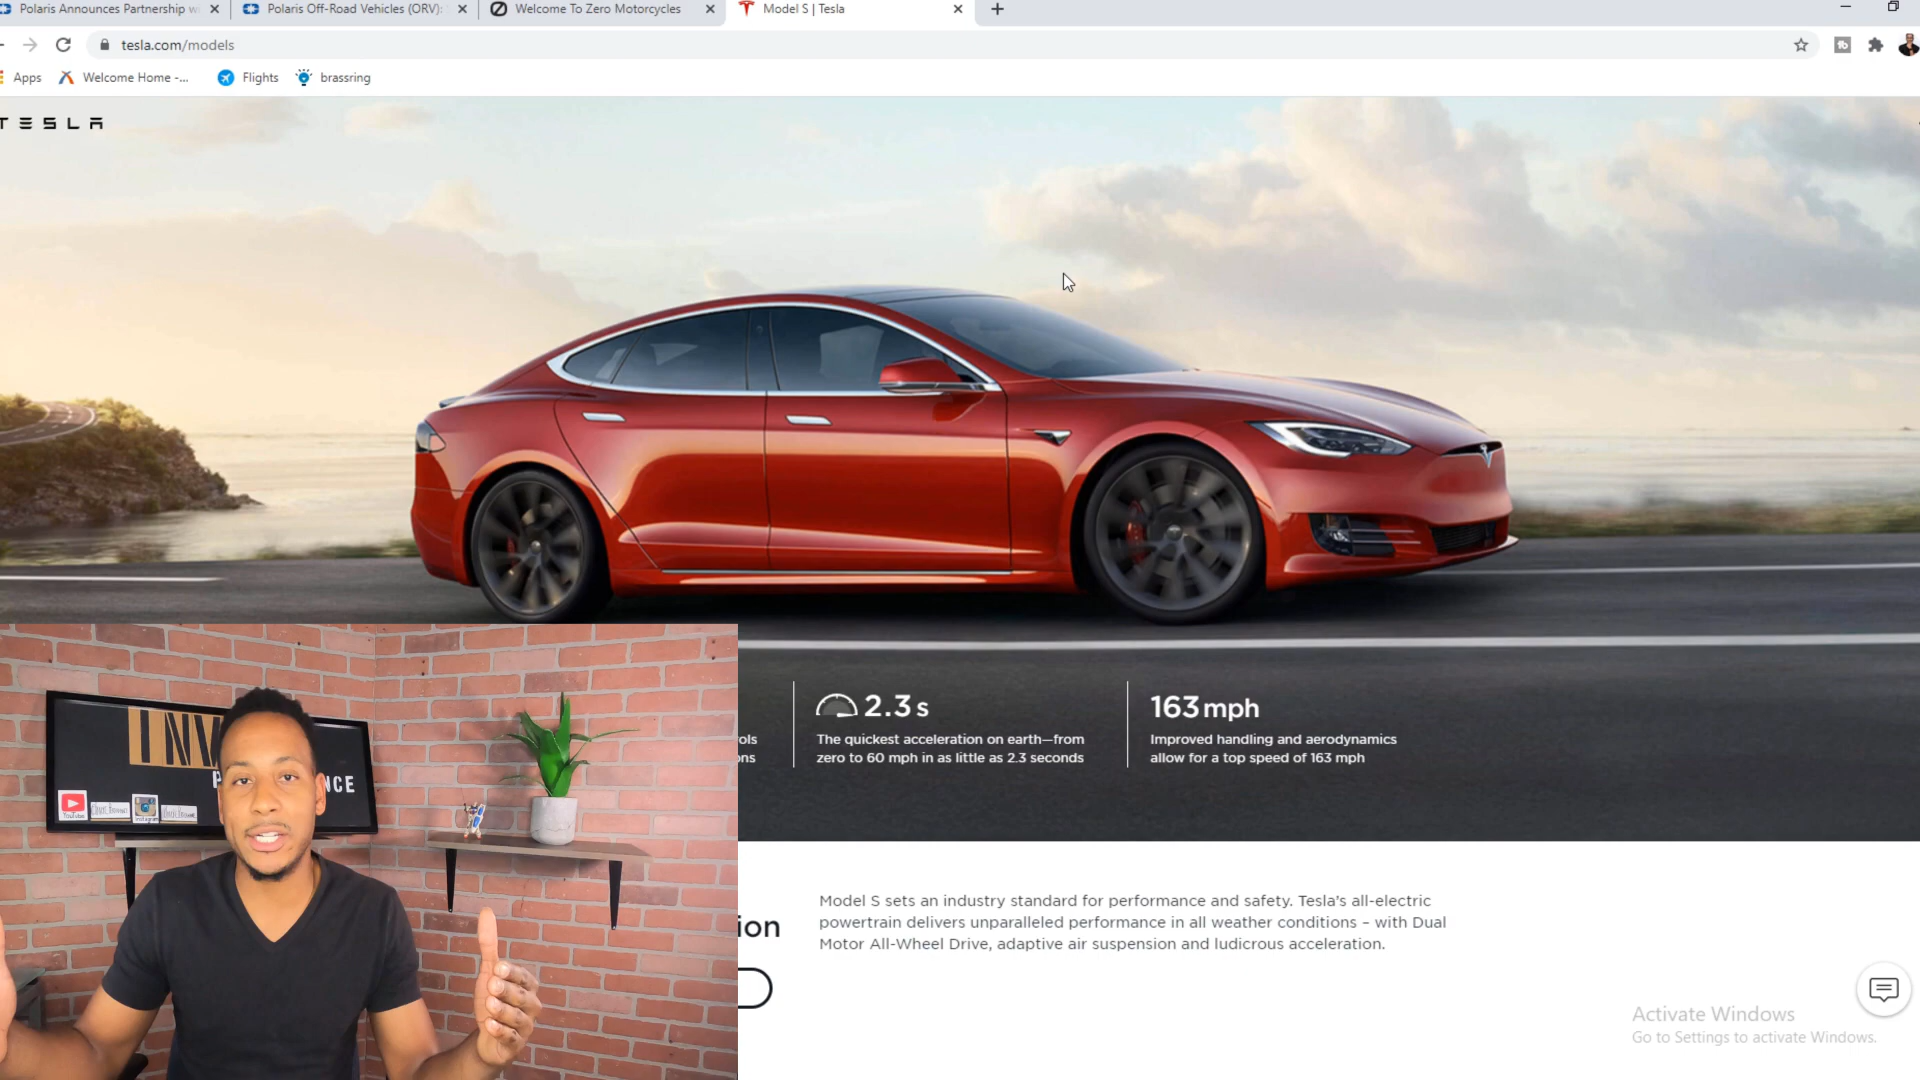 Polaris Announces Partnership wi
Polaris Off-Road Vehicles (ORV):
Welcome To Zero Motorcycles
Model S | Tesla
tesla.com/models
Apps
Welcome Home -...
Flights
brassring
TESLA
2.3 s
The quickest acceleration on earth—from
zero to 60 mph in as little as 2.3 seconds
163 mph
Improved handling and aerodynamics
allow for a top speed of 163 mph
ols
ons
INV
P
NCE
YouTube
Instagram
ion
Model S sets an industry standard for performance and safety. Tesla's all-electric
powertrain delivers unparalleled performance in all weather conditions – with Dual
Motor All-Wheel Drive, adaptive air suspension and ludicrous acceleration.
Activate Windows
Go to Settings to activate Windows.